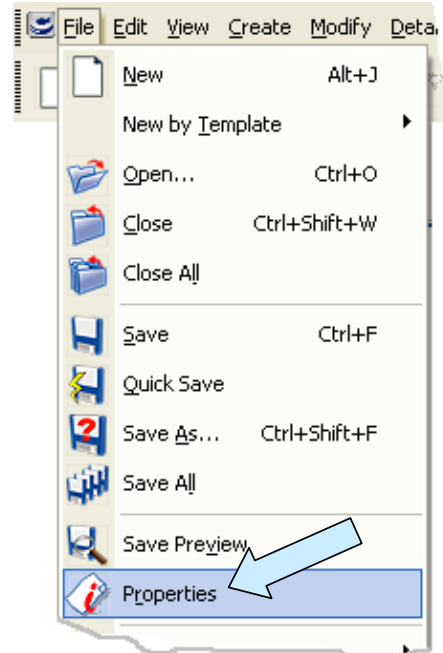 File Edit View Create Modify Deta
New Alt+J
New by Template
Open... Ctrl+O
Close Ctrl+Shift+W
Close All
Save Ctrl+F
Quick Save
Save As... Ctrl+Shift+F
Save All
Save Preview
Properties